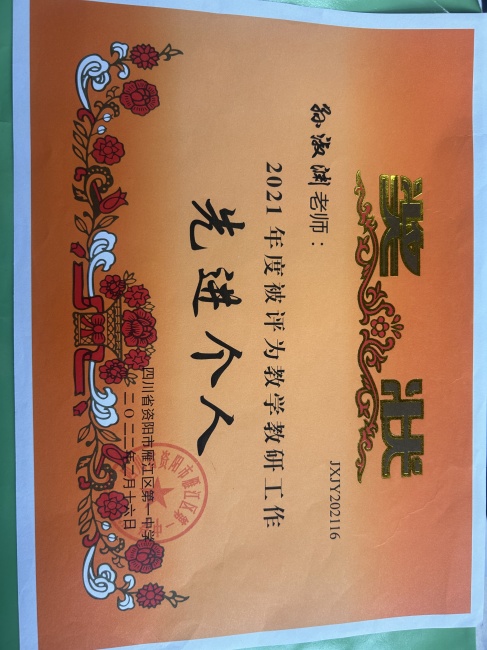 奖状
JXJY202116
孙淑渊老师：
2021年度被评为教学教研工作
先进个人
四川省资阳市雁江区第一中学
二〇二二年二月十六日